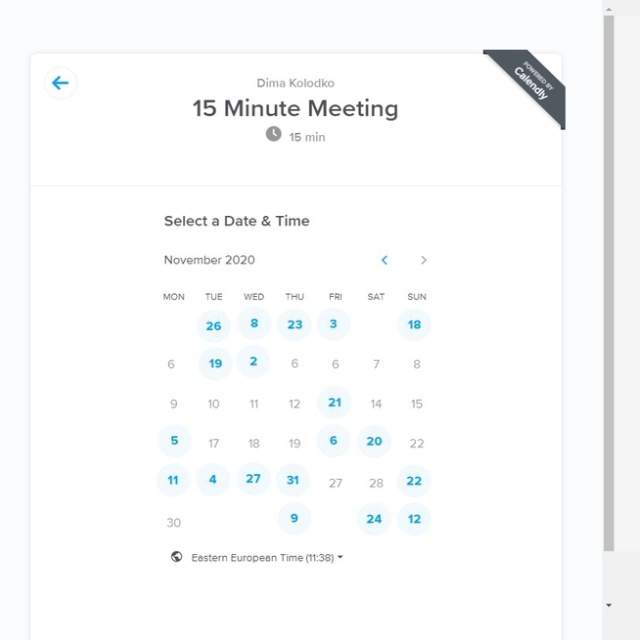 POWERED BY
Calendly
Dima Kolodko
15 Minute Meeting
15 min
Select a Date & Time
November 2020
MON TUE WED THU FRI SAT SUN
26 8 23 3 18
6 19 2 6 6 7 8
9 10 11 12 21 14 15
5 17 18 19 6 20 22
11 4 27 31 27 28 22
30 9 24 12
Eastern European Time (11:38)